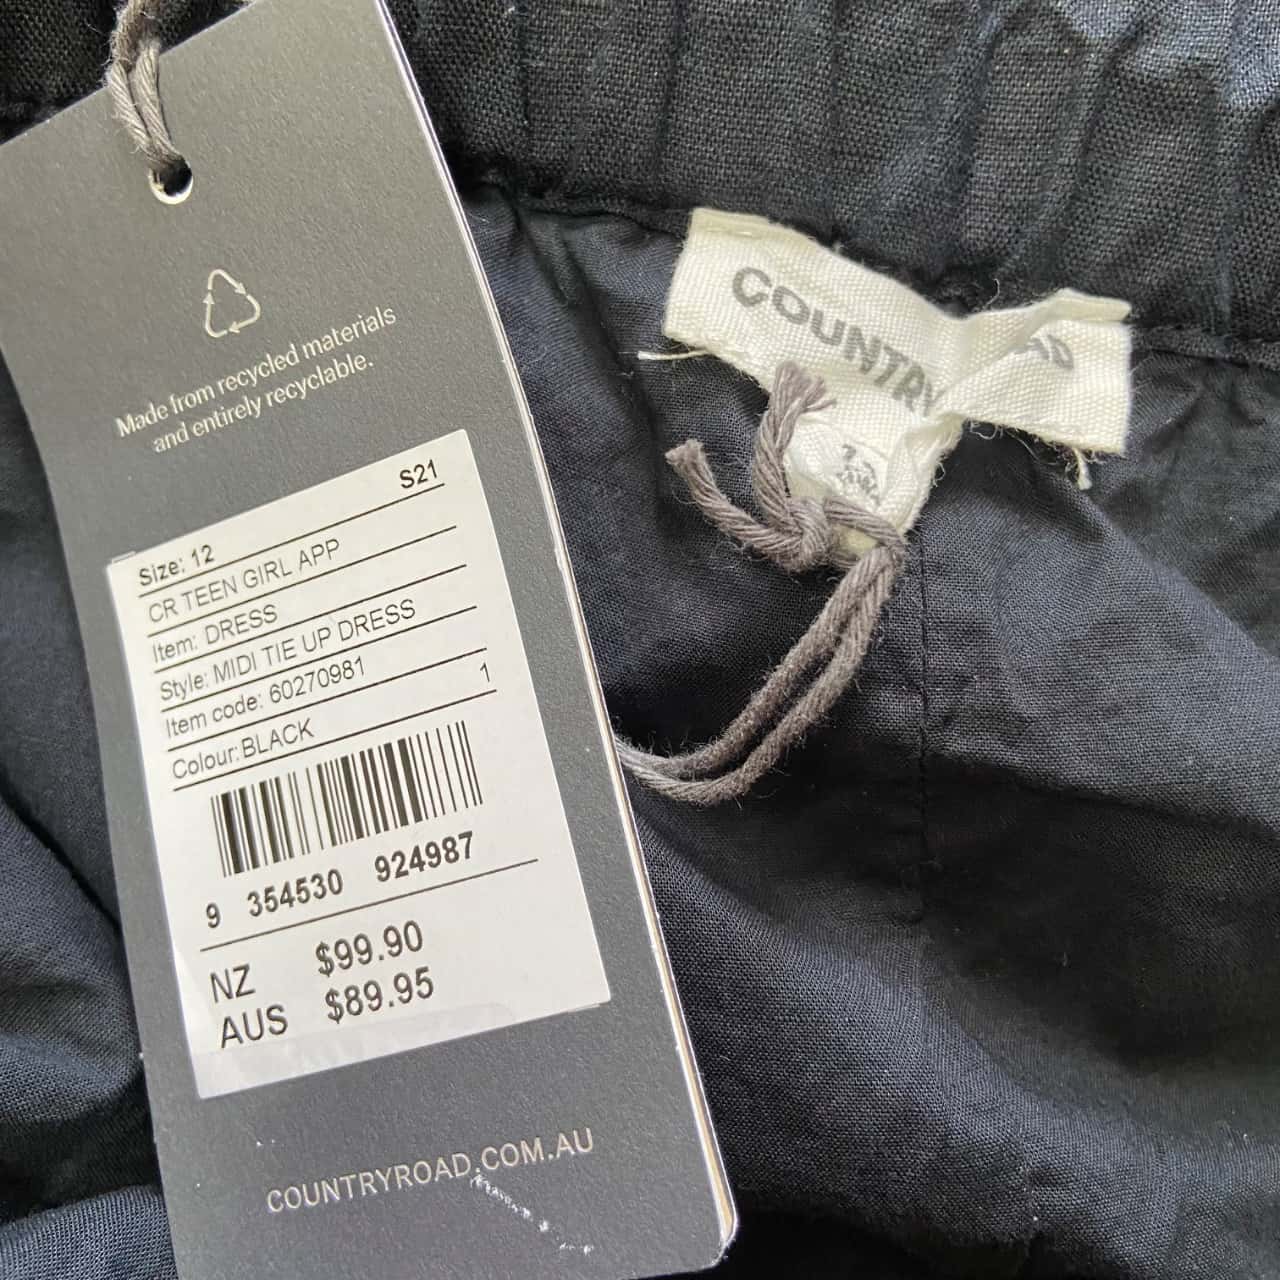 Made from recycled materials
and entirely recyclable.
S21
Size: 12
CR TEEN GIRL APP
Item: DRESS
Style: MIDI TIE UP DRESS
Item code: 60270981 1
Colour: BLACK
9 354530 924987
NZ $99.90
AUS $89.95
COUNTRYROAD.COM.AU
COUNTRY